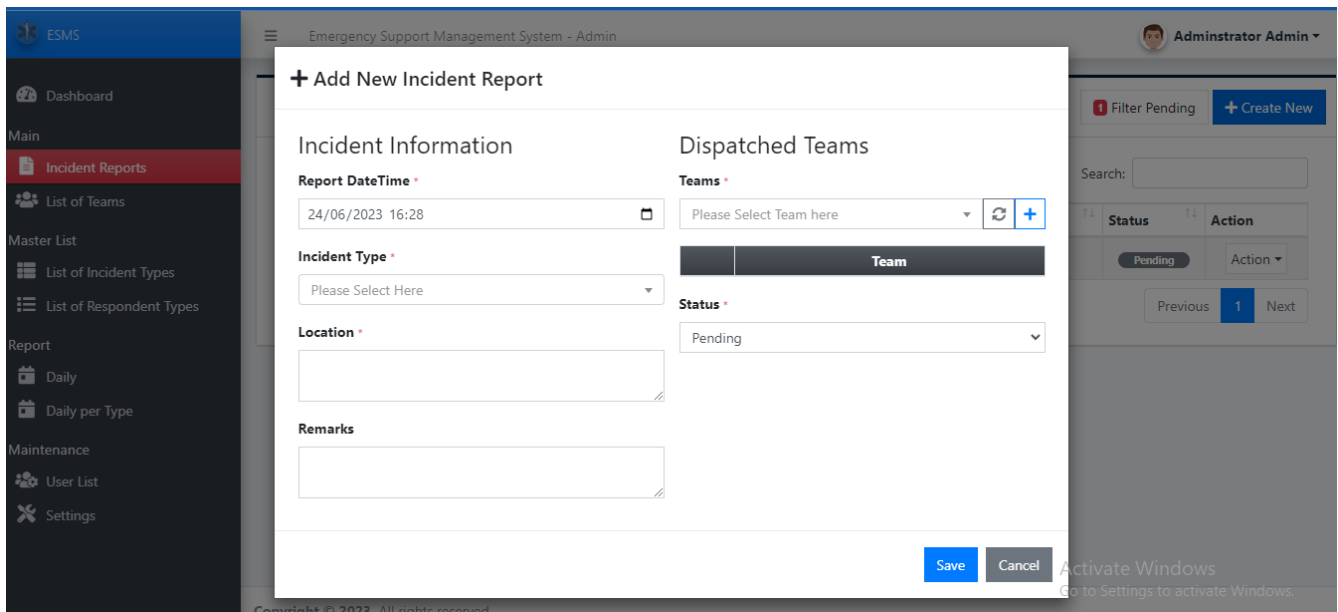 ESMS
Emergency Support Management System - Admin
Adminstrator Admin
Dashboard
Main
Incident Reports
List of Teams
Master List
List of Incident Types
List of Respondent Types
Report
Daily
Daily per Type
Maintenance
User List
Settings
1 Filter Pending
+ Create New
Search:
Status
Action
Pending
Action
Previous 1 Next
+ Add New Incident Report
Incident Information
Report DateTime *
24/06/2023 16:28
Incident Type *
Please Select Here
Location *
Remarks
Dispatched Teams
Teams *
Please Select Team here
Team
Status *
Pending
Save
Cancel
Activate Windows
Go to Settings to activate Windows.
Copyright © 2023. All rights reserved.